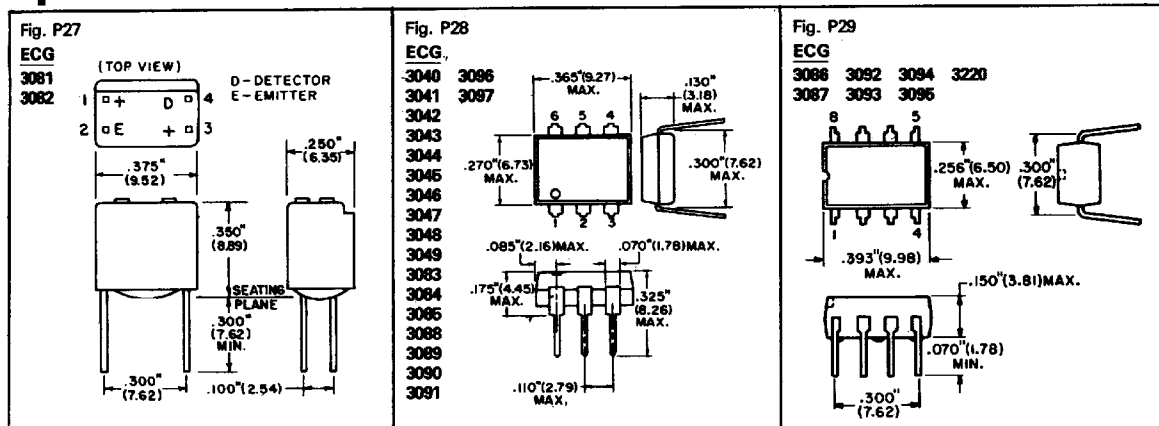 Fig. P27
ECG
3081
3082
(TOP VIEW)
D-DETECTOR
E-EMITTER
1 + D 4
2 E + 3
.375"
(9.52)
.250"
(6.35)
.350"
(8.89)
SEATING
PLANE
.300"
(7.62)
MIN.
.300"
(7.62)
.100"(2.54)
Fig. P28
ECG
3040 3096
3041 3097
3042
3043
3044
3045
3046
3047
3048
3049
3083
3084
3085
3088
3089
3090
3091
.365"(9.27)
MAX.
.130"
(3.18)
MAX.
6 5 4
.270"(6.73)
MAX.
.300"(7.62)
MAX.
1 2 3
.085"(2.16)MAX.
.070"(1.78)MAX.
.175"(4.45)
MAX.
.325"
(8.26)
MAX.
.110"(2.79)
MAX.
Fig. P29
ECG
3086 3092 3094 3220
3087 3093 3095
8 5
.256"(6.50)
MAX.
.300"
(7.62)
1 4
.393"(9.98)
MAX.
.150"(3.81)MAX.
.070"(1.78)
MIN.
.300"
(7.62)